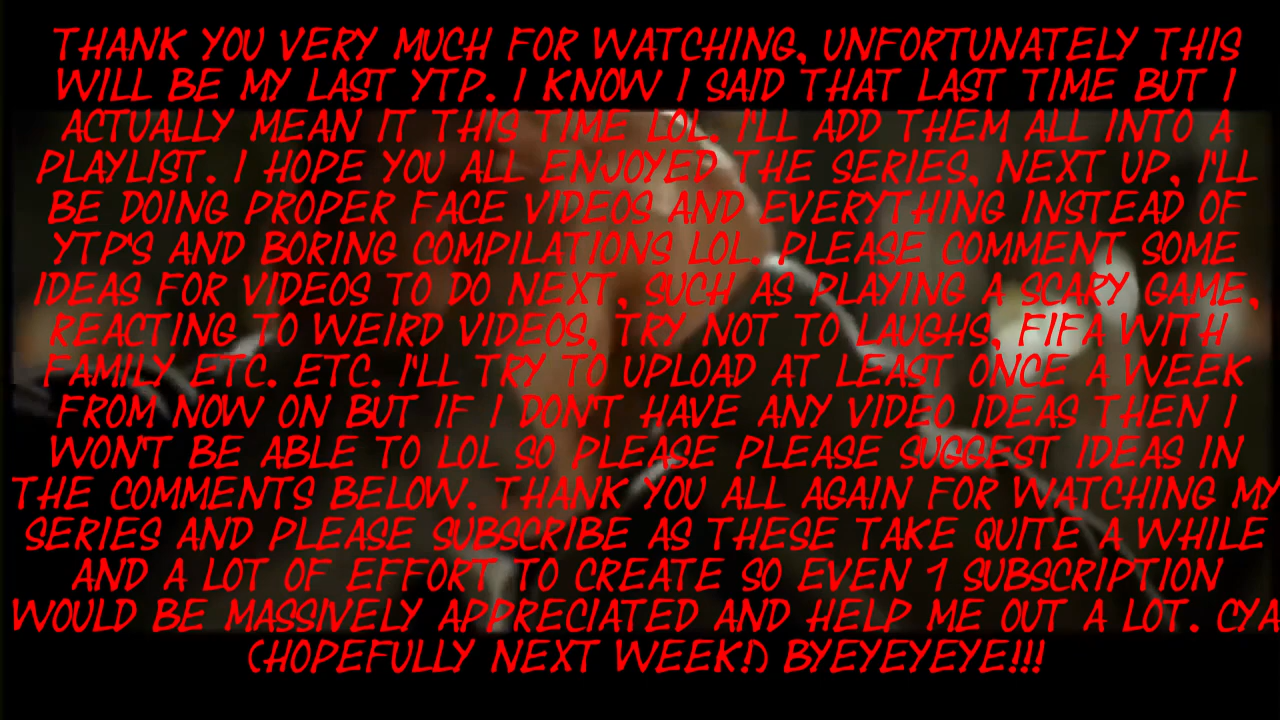 THANK YOU VERY MUCH FOR WATCHING, UNFORTUNATELY THIS
WILL BE MY LAST YTP. I KNOW I SAID THAT LAST TIME BUT I
ACTUALLY MEAN IT THIS TIME LOL. I'LL ADD THEM ALL INTO A
PLAYLIST. I HOPE YOU ALL ENJOYED THE SERIES, NEXT UP, I'LL
BE DOING PROPER FACE VIDEOS AND EVERYTHING INSTEAD OF
YTP'S AND BORING COMPILATIONS LOL. PLEASE COMMENT SOME
IDEAS FOR VIDEOS TO DO NEXT, SUCH AS PLAYING A SCARY GAME,
REACTING TO WEIRD VIDEOS, TRY NOT TO LAUGHS, FIFA WITH
FAMILY ETC. ETC. I'LL TRY TO UPLOAD AT LEAST ONCE A WEEK
FROM NOW ON BUT IF I DON'T HAVE ANY VIDEO IDEAS THEN I
WON'T BE ABLE TO LOL SO PLEASE PLEASE SUGGEST IDEAS IN
THE COMMENTS BELOW. THANK YOU ALL AGAIN FOR WATCHING MY
SERIES AND PLEASE SUBSCRIBE AS THESE TAKE QUITE A WHILE
AND A LOT OF EFFORT TO CREATE SO EVEN 1 SUBSCRIPTION
WOULD BE MASSIVELY APPRECIATED AND HELP ME OUT A LOT. CYA
(HOPEFULLY NEXT WEEK!) BYEYEYEYE!!!